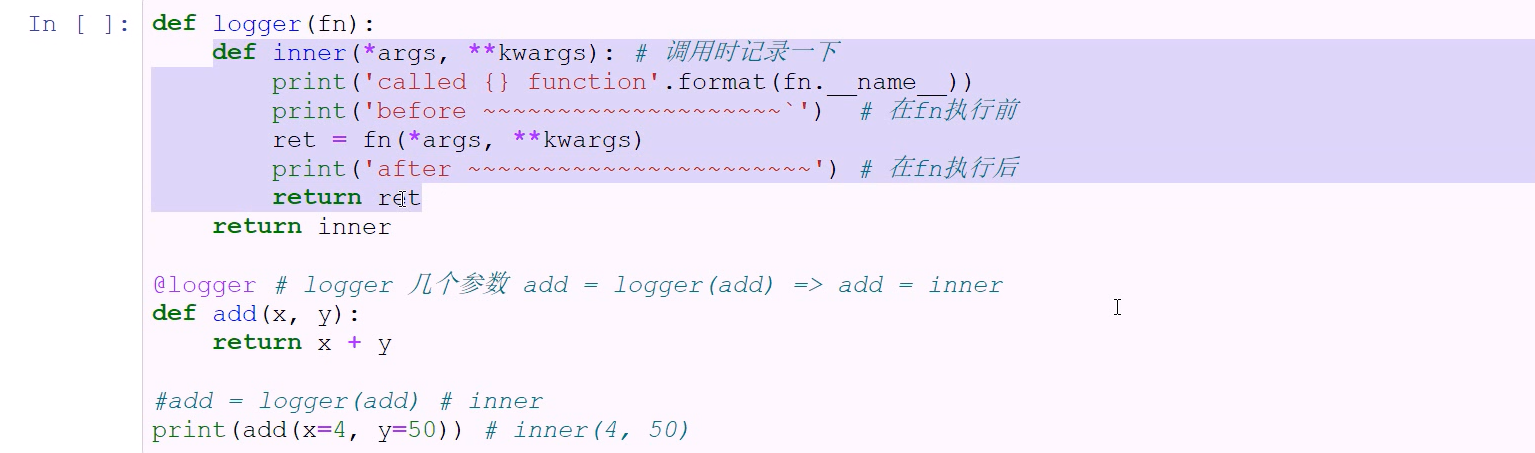 In [ ]: def logger(fn):
def inner(*args, **kwargs): # 调用时记录一下
print('called {} function'.format(fn.__name__))
print('before ~~~~~~~~~~~~~~~~~~~~`') # 在fn执行前
ret = fn(*args, **kwargs)
print('after ~~~~~~~~~~~~~~~~~~~~~~~') # 在fn执行后
return ret
return inner
@logger # logger 几个参数 add = logger(add) => add = inner
def add(x, y):
return x + y
#add = logger(add) # inner
print(add(x=4, y=50)) # inner(4, 50)